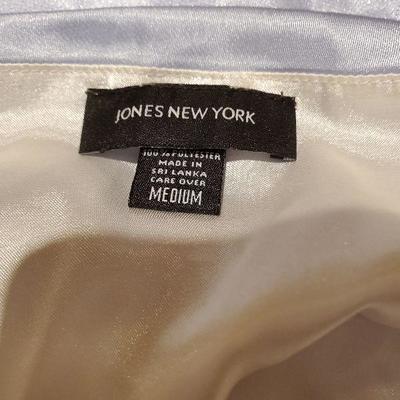 JONES NEW YORK
100% POLYESTER
MADE IN
SRI LANKA
CARE OVER
MEDIUM